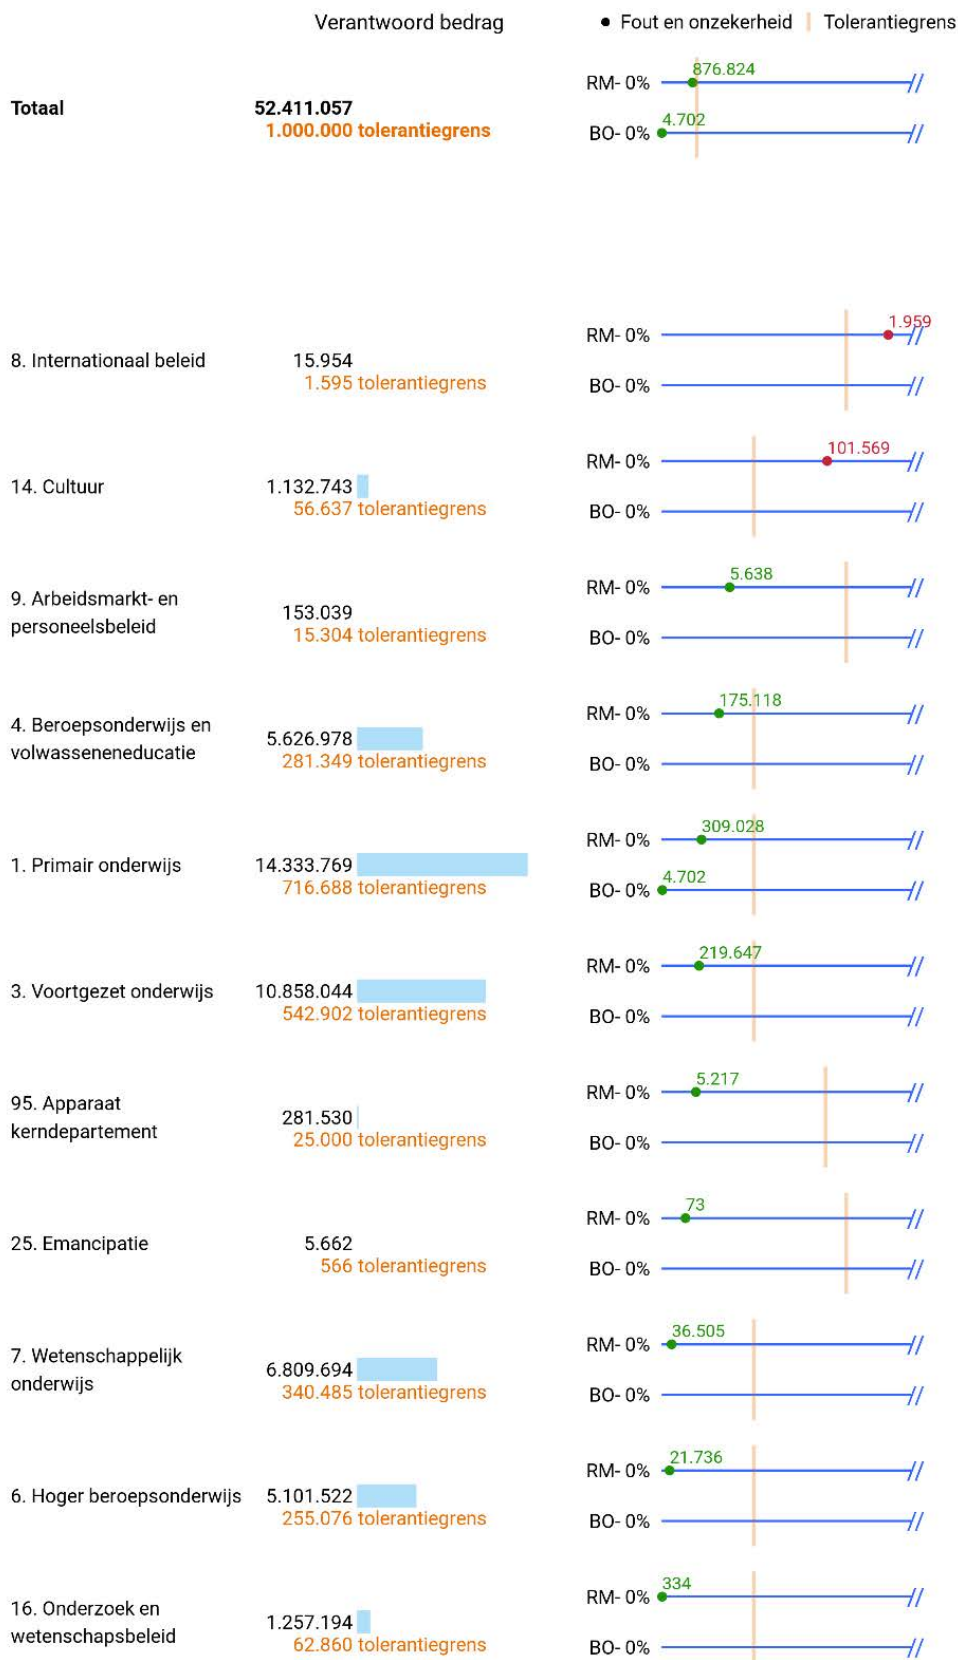 Verantwoord bedrag
Fout en onzekerheid
Tolerantiegrens
Totaal
52.411.057
1.000.000 tolerantiegrens
RM- 0%
876.824
BO- 0%
4.702
8. Internationaal beleid
15.954
1.595 tolerantiegrens
RM- 0%
1.959
BO- 0%
14. Cultuur
1.132.743
56.637 tolerantiegrens
RM- 0%
101.569
BO- 0%
9. Arbeidsmarkt- en
personeelsbeleid
153.039
15.304 tolerantiegrens
RM- 0%
5.638
BO- 0%
4. Beroepsonderwijs en
volwasseneneducatie
5.626.978
281.349 tolerantiegrens
RM- 0%
175.118
BO- 0%
1. Primair onderwijs
14.333.769
716.688 tolerantiegrens
RM- 0%
309.028
BO- 0%
4.702
3. Voortgezet onderwijs
10.858.044
542.902 tolerantiegrens
RM- 0%
219.647
BO- 0%
95. Apparaat
kerndepartement
281.530
25.000 tolerantiegrens
RM- 0%
5.217
BO- 0%
25. Emancipatie
5.662
566 tolerantiegrens
RM- 0%
73
BO- 0%
7. Wetenschappelijk
onderwijs
6.809.694
340.485 tolerantiegrens
RM- 0%
36.505
BO- 0%
6. Hoger beroepsonderwijs
5.101.522
255.076 tolerantiegrens
RM- 0%
21.736
BO- 0%
16. Onderzoek en
wetenschapsbeleid
1.257.194
62.860 tolerantiegrens
RM- 0%
334
BO- 0%